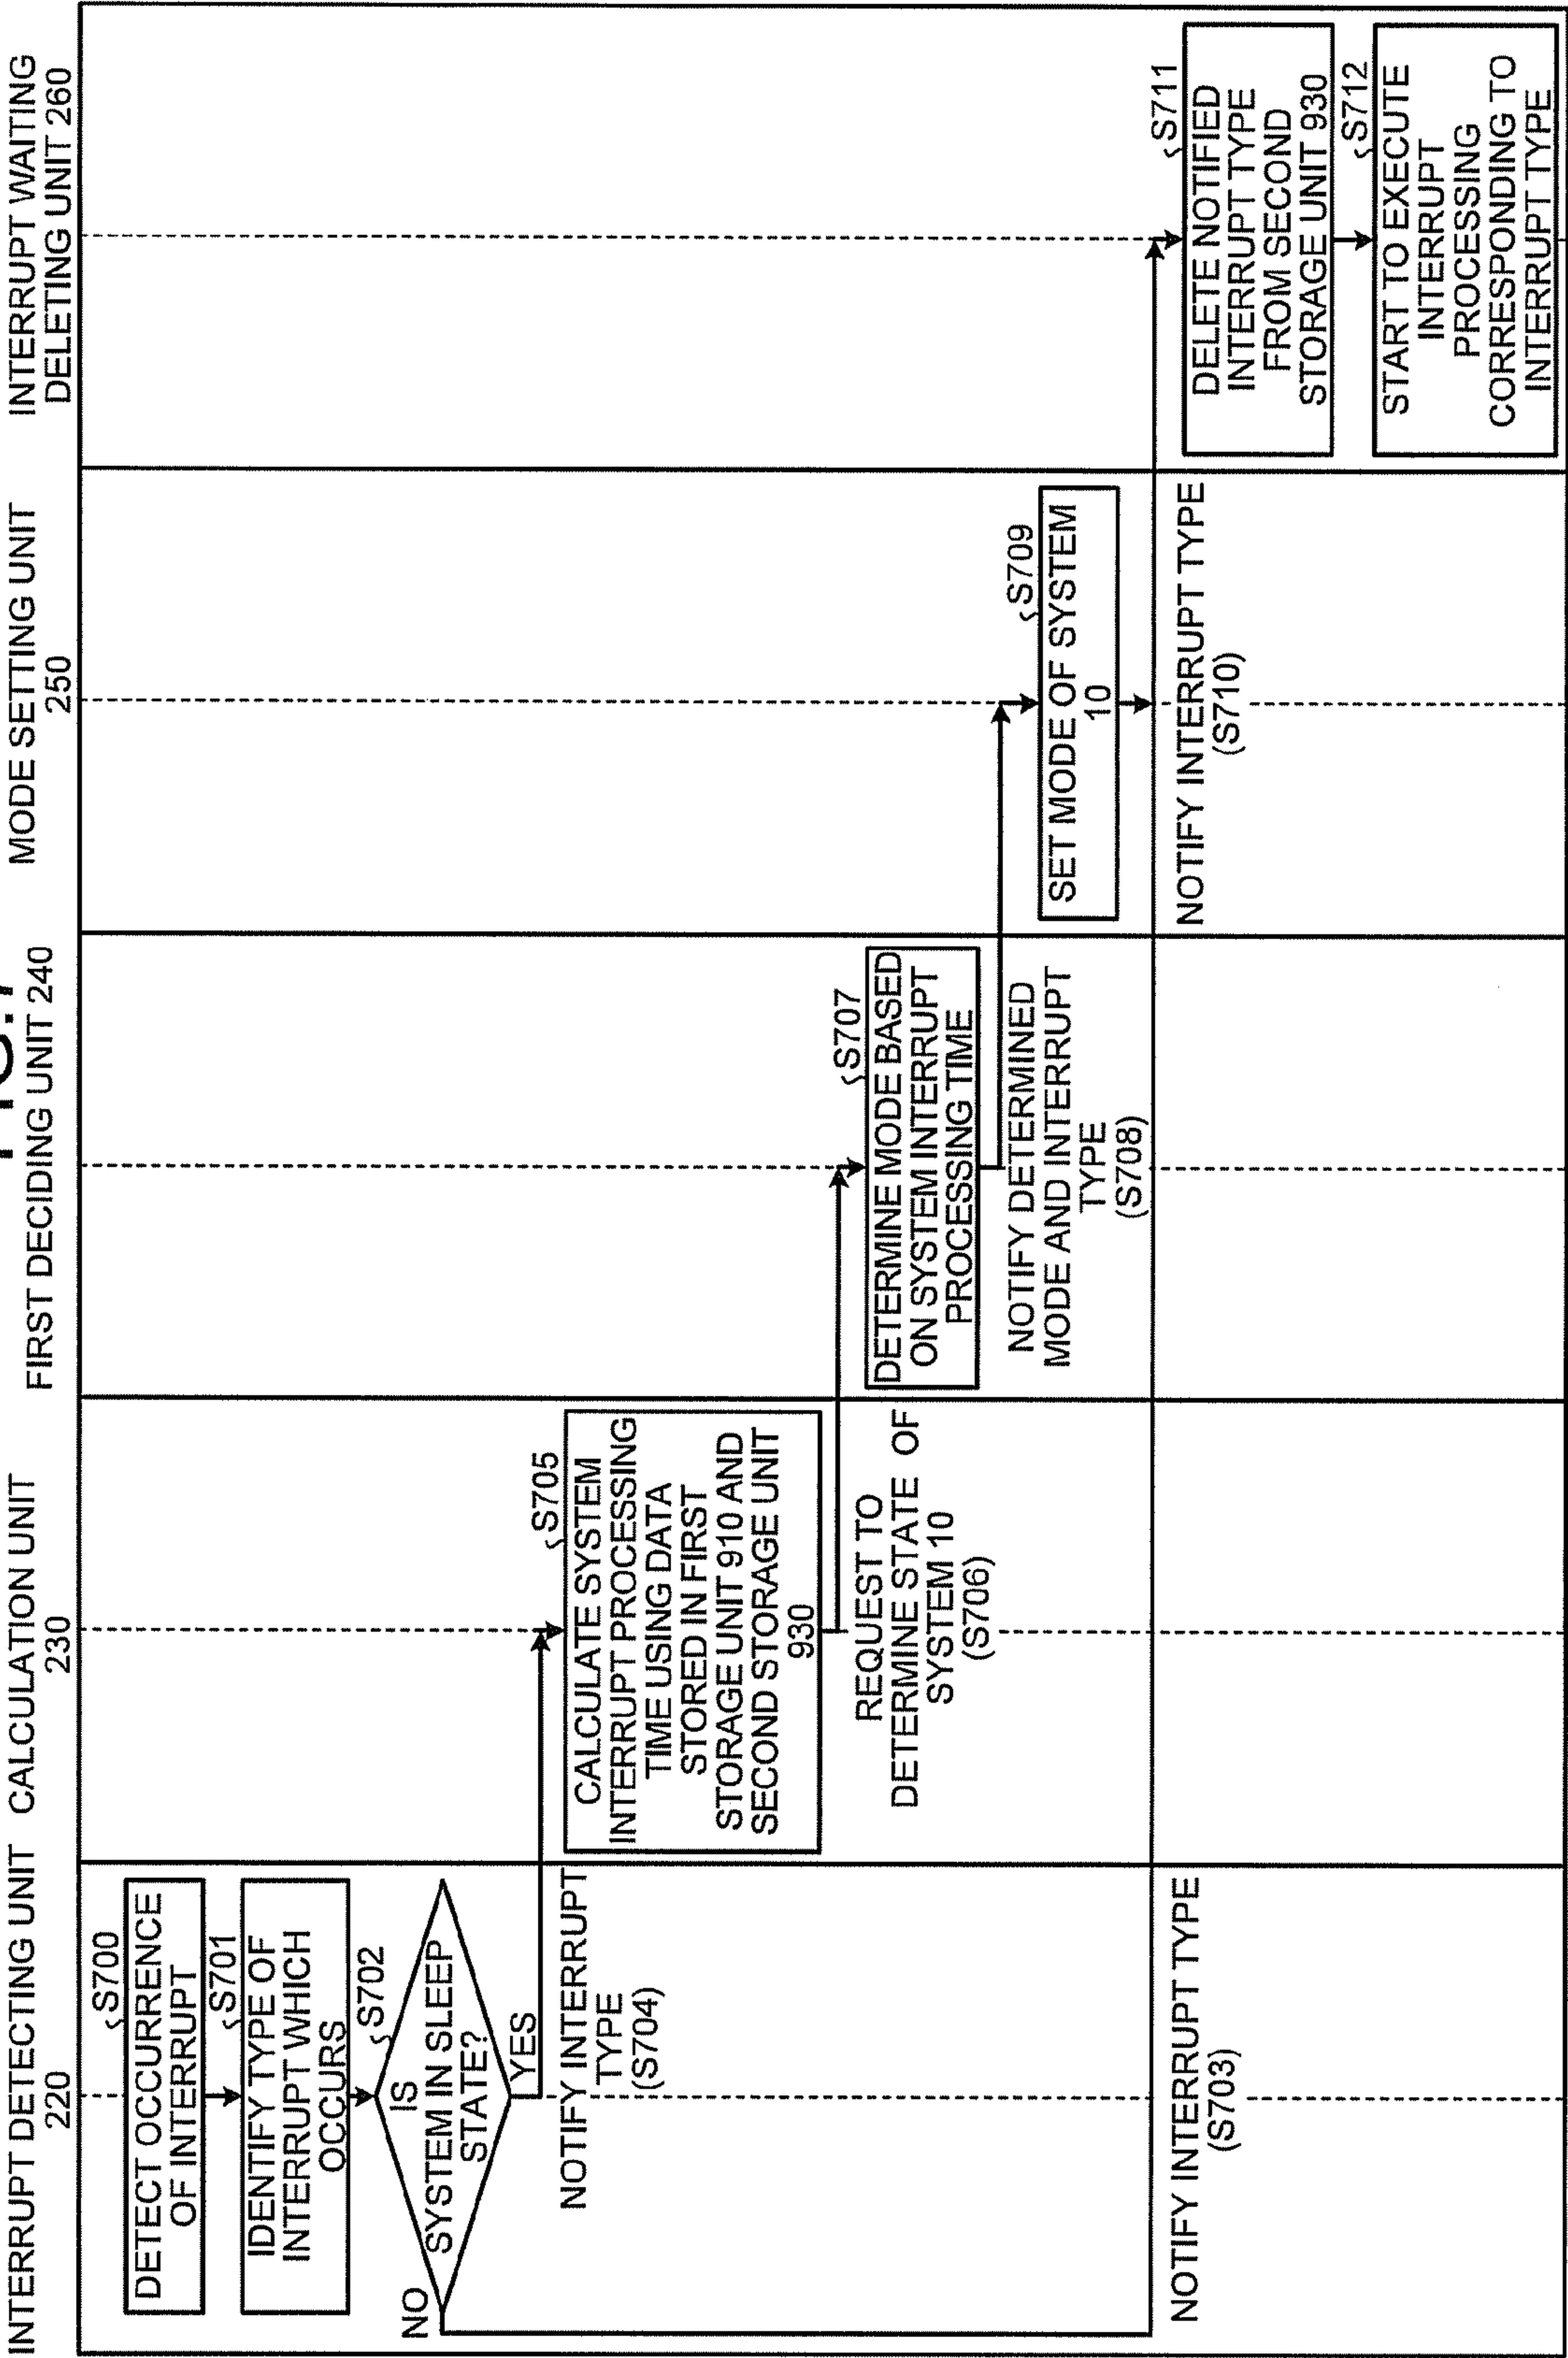 FIG.7
INTERRUPT DETECTING UNIT
220
CALCULATION UNIT
230
FIRST DECIDING UNIT 240
MODE SETTING UNIT
250
INTERRUPT WAITING
DELETING UNIT 260
S700
DETECT OCCURRENCE
OF INTERRUPT
S701
IDENTIFY TYPE OF
INTERRUPT WHICH
OCCURS
S702
IS
SYSTEM IN SLEEP
STATE?
NO
YES
NOTIFY INTERRUPT
TYPE
(S704)
S705
CALCULATE SYSTEM
INTERRUPT PROCESSING
TIME USING DATA
STORED IN FIRST
STORAGE UNIT 910 AND
SECOND STORAGE UNIT
930
REQUEST TO
DETERMINE STATE OF
SYSTEM 10
(S706)
S707
DETERMINE MODE BASED
ON SYSTEM INTERRUPT
PROCESSING TIME
NOTIFY DETERMINED
MODE AND INTERRUPT
TYPE
(S708)
S709
SET MODE OF SYSTEM
10
NOTIFY INTERRUPT TYPE
(S703)
NOTIFY INTERRUPT TYPE
(S710)
S711
DELETE NOTIFIED
INTERRUPT TYPE
FROM SECOND
STORAGE UNIT 930
S712
START TO EXECUTE
INTERRUPT
PROCESSING
CORRESPONDING TO
INTERRUPT TYPE